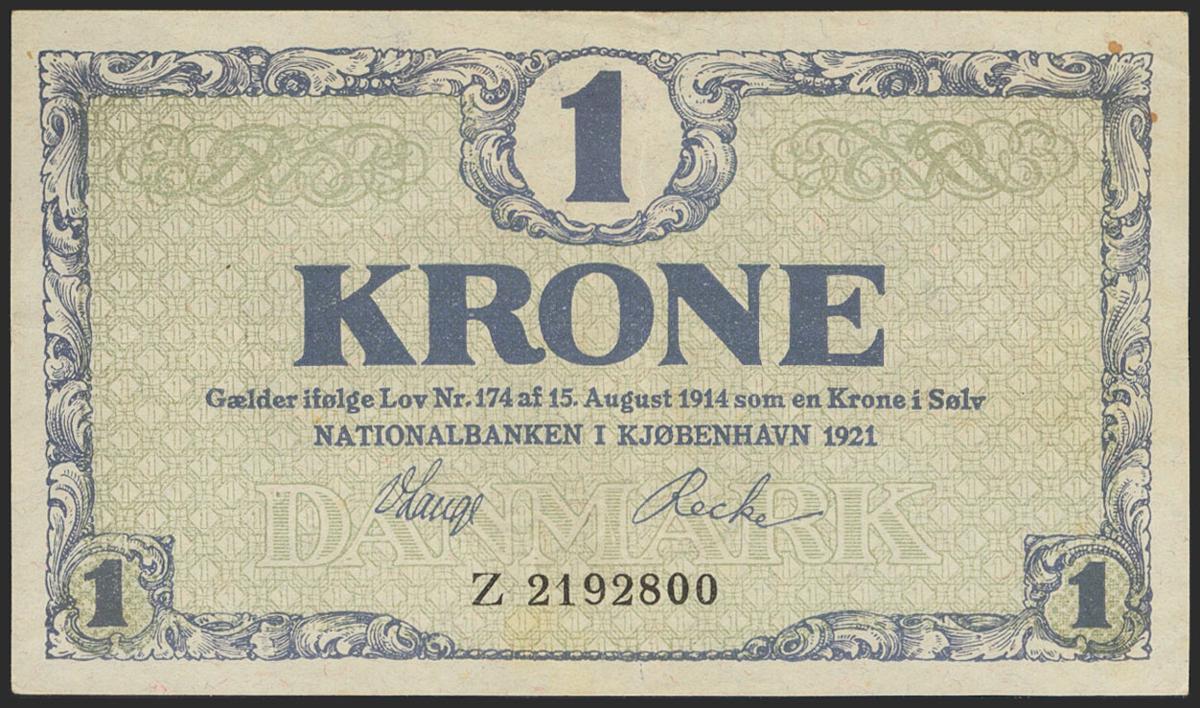 1
KRONE
Gælder ifølge Lov Nr. 174 af 15. August 1914 som en Krone i Sølv
NATIONALBANKEN I KJØBENHAVN 1921
VLange Recke
DANMARK
Z 2192800
1 1